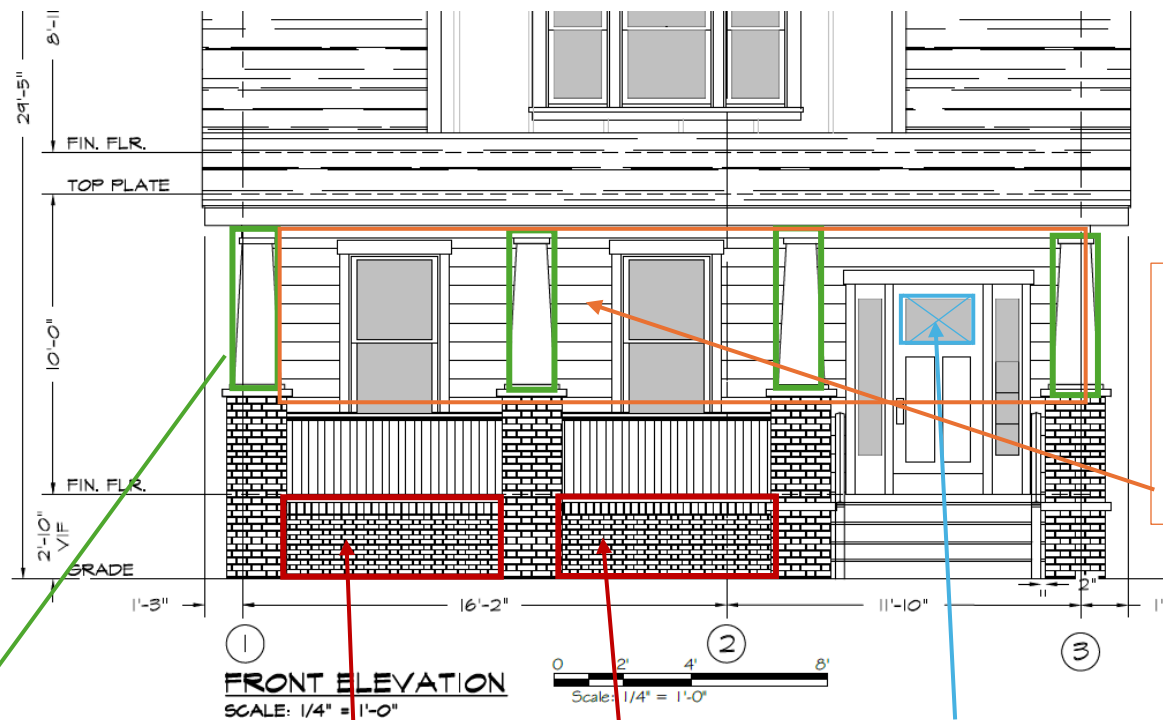 8'-11
29'-5"
FIN. FLR.
TOP PLATE
10'-0"
FIN. FLR.
2'-10"
VIF
GRADE
1'-3"
16'-2"
11'-10"
2"
1
2
3
FRONT ELEVATION
SCALE: 1/4" = 1'-0"
0 2' 4' 8'
Scale: 1/4" = 1'-0"